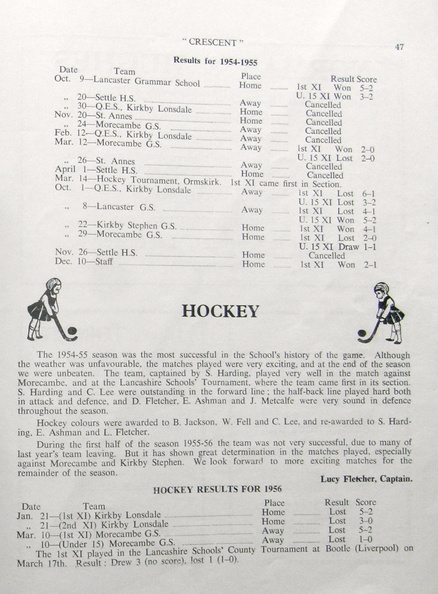 " CRESCENT "
47
Results for 1954-1955
Date Team Place Result Score
Oct. 9—Lancaster Grammar School Home 1st XI Won 5–2
U. 15 XI Won 3–2
„ 20—Settle H.S. Away Cancelled
„ 30—Q.E.S., Kirkby Lonsdale Home Cancelled
Nov. 20—St. Annes Home Cancelled
„ 24—Morecambe G.S. Away Cancelled
Feb. 12—Q.E.S., Kirkby Lonsdale Away Cancelled
Mar. 12—Morecambe G.S. Away 1st XI Won 2–0
U. 15 XI Lost 2–0
„ 26—St. Annes Away Cancelled
April 1—Settle H.S. Home Cancelled
Mar. 14—Hockey Tournament, Ormskirk. 1st XI came first in Section.
Oct. 1—Q.E.S., Kirkby Lonsdale Away 1st XI Lost 6–1
U. 15 XI Lost 3–2
„ 8—Lancaster G.S. Away 1st XI Lost 4–1
U. 15 XI Won 5–2
„ 22—Kirkby Stephen G.S. Home 1st XI Won 4–1
„ 29—Morecambe G.S. Home 1st XI Lost 2–0
U. 15 XI Draw 1–1
Nov. 26—Settle H.S. Home Cancelled
Dec. 10—Staff Home 1st XI Won 2–1
HOCKEY
The 1954-55 season was the most successful in the School's history of the game. Although
the weather was unfavourable, the matches played were very exciting, and at the end of the season
we were unbeaten. The team, captained by S. Harding, played very well in the match against
Morecambe, and at the Lancashire Schools' Tournament, where the team came first in its section.
S. Harding and C. Lee were outstanding in the forward line ; the half-back line played hard both
in attack and defence, and D. Fletcher, E. Ashman and J. Metcalfe were very sound in defence
throughout the season.
Hockey colours were awarded to B. Jackson, W. Fell and C. Lee, and re-awarded to S. Hard-
ing, E. Ashman and L. Fletcher.
During the first half of the season 1955-56 the team was not very successful, due to many of
last year's team leaving. But it has shown great determination in the matches played, especially
against Morecambe and Kirkby Stephen. We look forward to more exciting matches for the
remainder of the season.
Lucy Fletcher, Captain.
HOCKEY RESULTS FOR 1956
Date Team Place Result Score
Jan. 21—(1st XI) Kirkby Lonsdale Home Lost 5–2
„ 21—(2nd XI) Kirkby Lonsdale Home Lost 3–0
Mar. 10—(1st XI) Morecambe G.S. Away Lost 5–2
„ 10—(Under 15) Morecambe G.S. Away Lost 1–0
The 1st XI played in the Lancashire Schools' County Tournament at Bootle (Liverpool) on
March 17th. Result : Drew 3 (no score), lost 1 (1–0).